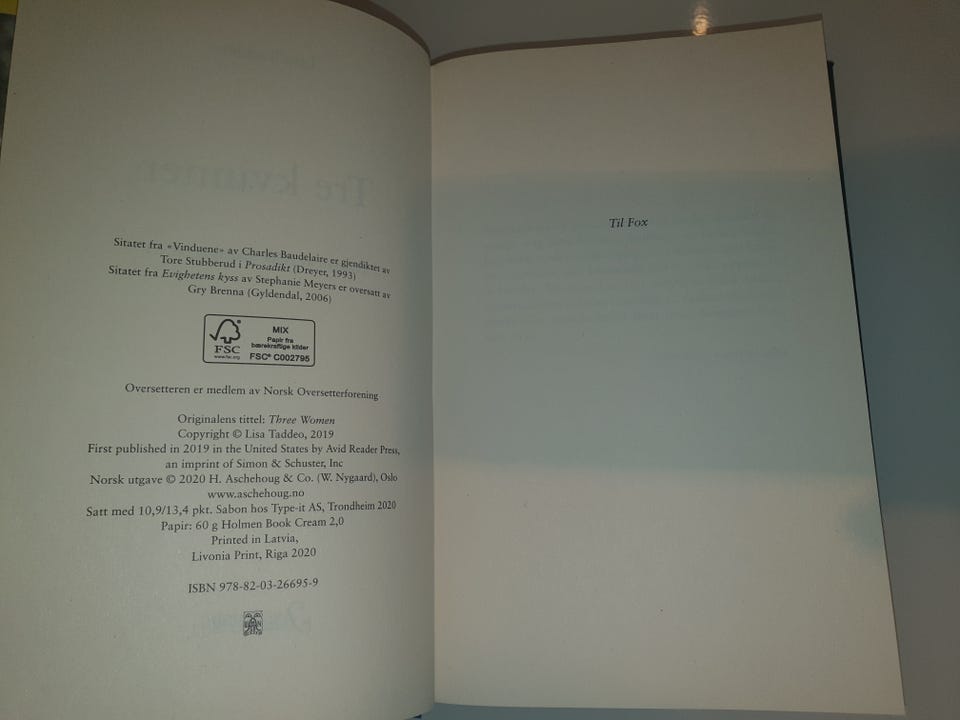 Tre kvinner
Sitatet fra «Vinduene» av Charles Baudelaire er gjendiktet av
Tore Stubberud i Prosadikt (Dreyer, 1993)
Sitatet fra Evighetens kyss av Stephanie Meyers er oversatt av
Gry Brenna (Gyldendal, 2006)
FSC
www.fsc.org
MIX
Papir fra
bærekraftige kilder
FSC® C002795
Oversetteren er medlem av Norsk Oversetterforening
Originalens tittel: Three Women
Copyright © Lisa Taddeo, 2019
First published in 2019 in the United States by Avid Reader Press,
an imprint of Simon & Schuster, Inc
Norsk utgave © 2020 H. Aschehoug & Co. (W. Nygaard), Oslo
www.aschehoug.no
Satt med 10,9/13,4 pkt. Sabon hos Type-it AS, Trondheim 2020
Papir: 60 g Holmen Book Cream 2,0
Printed in Latvia,
Livonia Print, Riga 2020
ISBN 978-82-03-26695-9
Til Fox